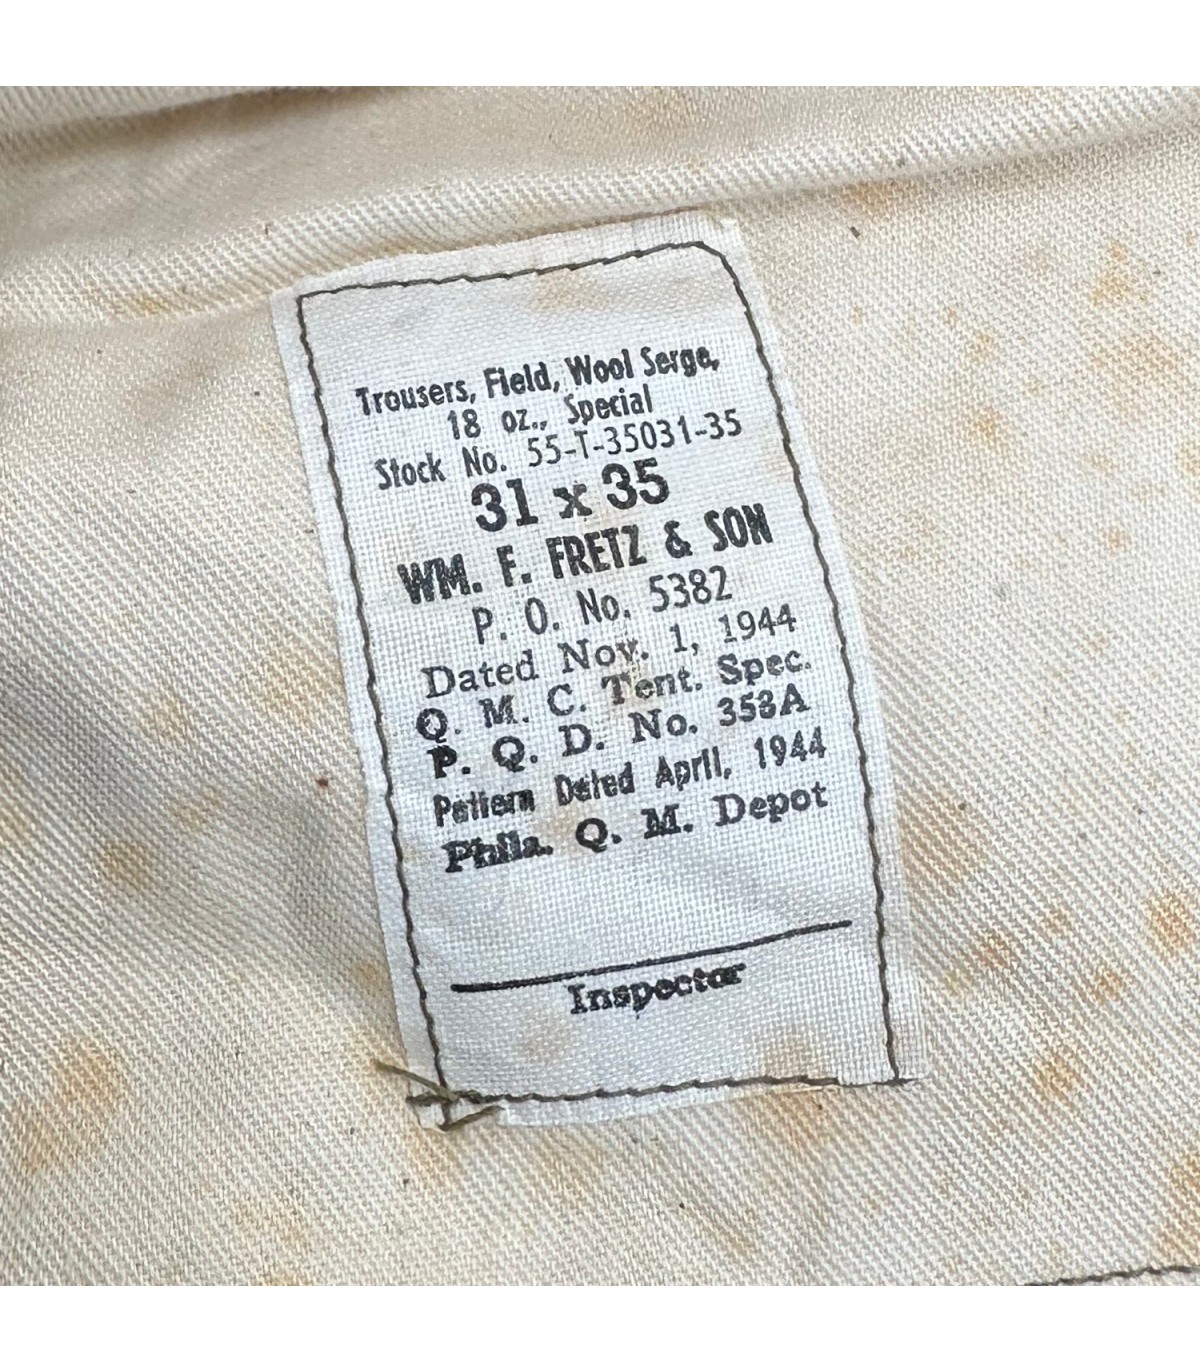 Trousers, Field, Wool Serge,
18 oz., Special
Stock No. 55-T-35031-35
31 x 35
WM. F. FRETZ & SON
P. O. No. 5382
Dated Nov. 1, 1944
Q. M. C. Tent. Spec.
P. Q. D. No. 353A
Pattern Dated April, 1944
Phila. Q. M. Depot
Inspector